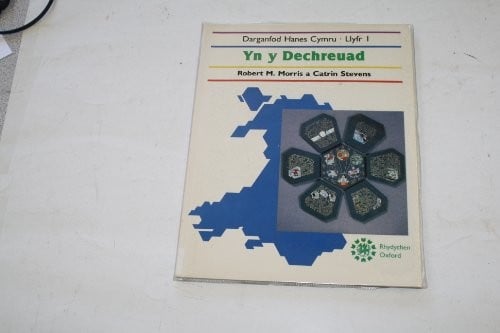 Darganfod Hanes Cymru · Llyfr 1
Yn y Dechreuad
Robert M. Morris a Catrin Stevens
Rhydychen
Oxford